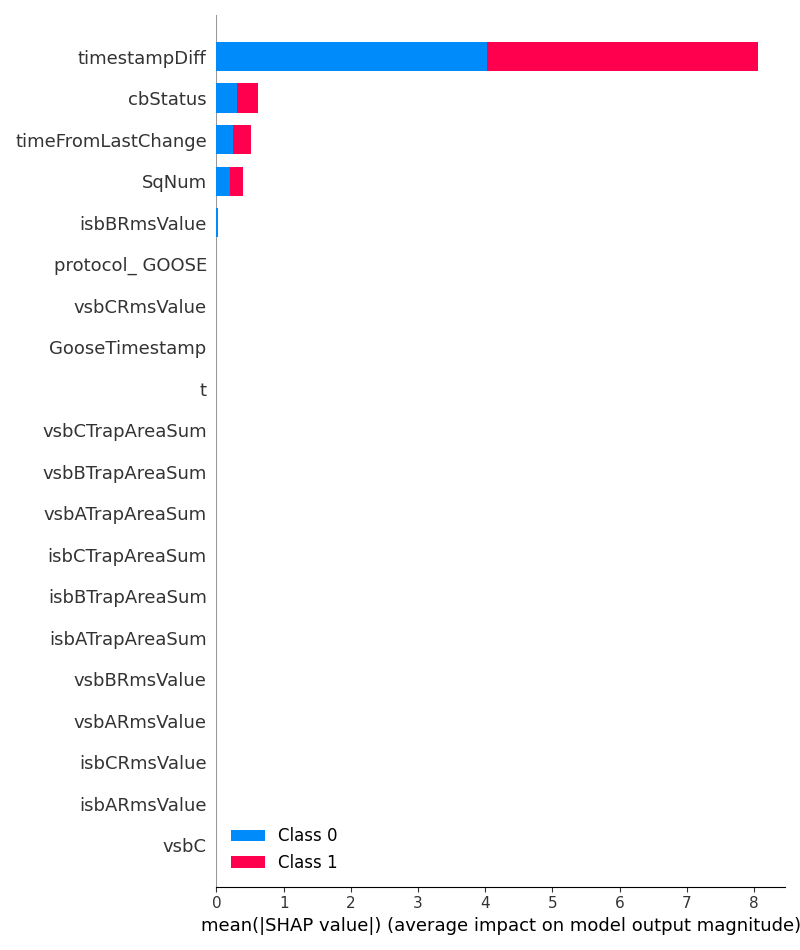 timestampDiff
cbStatus
timeFromLastChange
SqNum
isbBRmsValue
protocol_ GOOSE
vsbCRmsValue
GooseTimestamp
t
vsbCTrapAreaSum
vsbBTrapAreaSum
vsbATrapAreaSum
isbCTrapAreaSum
isbBTrapAreaSum
isbATrapAreaSum
vsbBRmsValue
vsbARmsValue
isbCRmsValue
isbARmsValue
vsbC
Class 0
Class 1
0 1 2 3 4 5 6 7 8
mean(|SHAP value|) (average impact on model output magnitude)